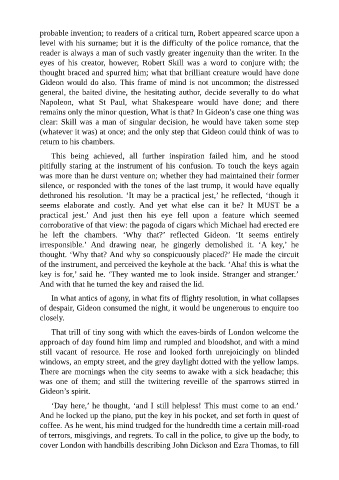 probable invention; to readers of a critical turn, Robert appeared scarce upon a
level with his surname; but it is the difficulty of the police romance, that the
reader is always a man of such vastly greater ingenuity than the writer. In the
eyes of his creator, however, Robert Skill was a word to conjure with; the
thought braced and spurred him; what that brilliant creature would have done
Gideon would do also. This frame of mind is not uncommon; the distressed
general, the baited divine, the hesitating author, decide severally to do what
Napoleon, what St Paul, what Shakespeare would have done; and there
remains only the minor question, What is that? In Gideon’s case one thing was
clear: Skill was a man of singular decision, he would have taken some step
(whatever it was) at once; and the only step that Gideon could think of was to
return to his chambers.
This being achieved, all further inspiration failed him, and he stood
pitifully staring at the instrument of his confusion. To touch the keys again
was more than he durst venture on; whether they had maintained their former
silence, or responded with the tones of the last trump, it would have equally
dethroned his resolution. ‘It may be a practical jest,’ he reflected, ‘though it
seems elaborate and costly. And yet what else can it be? It MUST be a
practical jest.’ And just then his eye fell upon a feature which seemed
corroborative of that view: the pagoda of cigars which Michael had erected ere
he left the chambers. ‘Why that?’ reflected Gideon. ‘It seems entirely
irresponsible.’ And drawing near, he gingerly demolished it. ‘A key,’ he
thought. ‘Why that? And why so conspicuously placed?’ He made the circuit
of the instrument, and perceived the keyhole at the back. ‘Aha! this is what the
key is for,’ said he. ‘They wanted me to look inside. Stranger and stranger.’
And with that he turned the key and raised the lid.
In what antics of agony, in what fits of flighty resolution, in what collapses
of despair, Gideon consumed the night, it would be ungenerous to enquire too
closely.
That trill of tiny song with which the eaves-birds of London welcome the
approach of day found him limp and rumpled and bloodshot, and with a mind
still vacant of resource. He rose and looked forth unrejoicingly on blinded
windows, an empty street, and the grey daylight dotted with the yellow lamps.
There are mornings when the city seems to awake with a sick headache; this
was one of them; and still the twittering reveille of the sparrows stirred in
Gideon’s spirit.
‘Day here,’ he thought, ‘and I still helpless! This must come to an end.’
And he locked up the piano, put the key in his pocket, and set forth in quest of
coffee. As he went, his mind trudged for the hundredth time a certain mill-road
of terrors, misgivings, and regrets. To call in the police, to give up the body, to
cover London with handbills describing John Dickson and Ezra Thomas, to fill